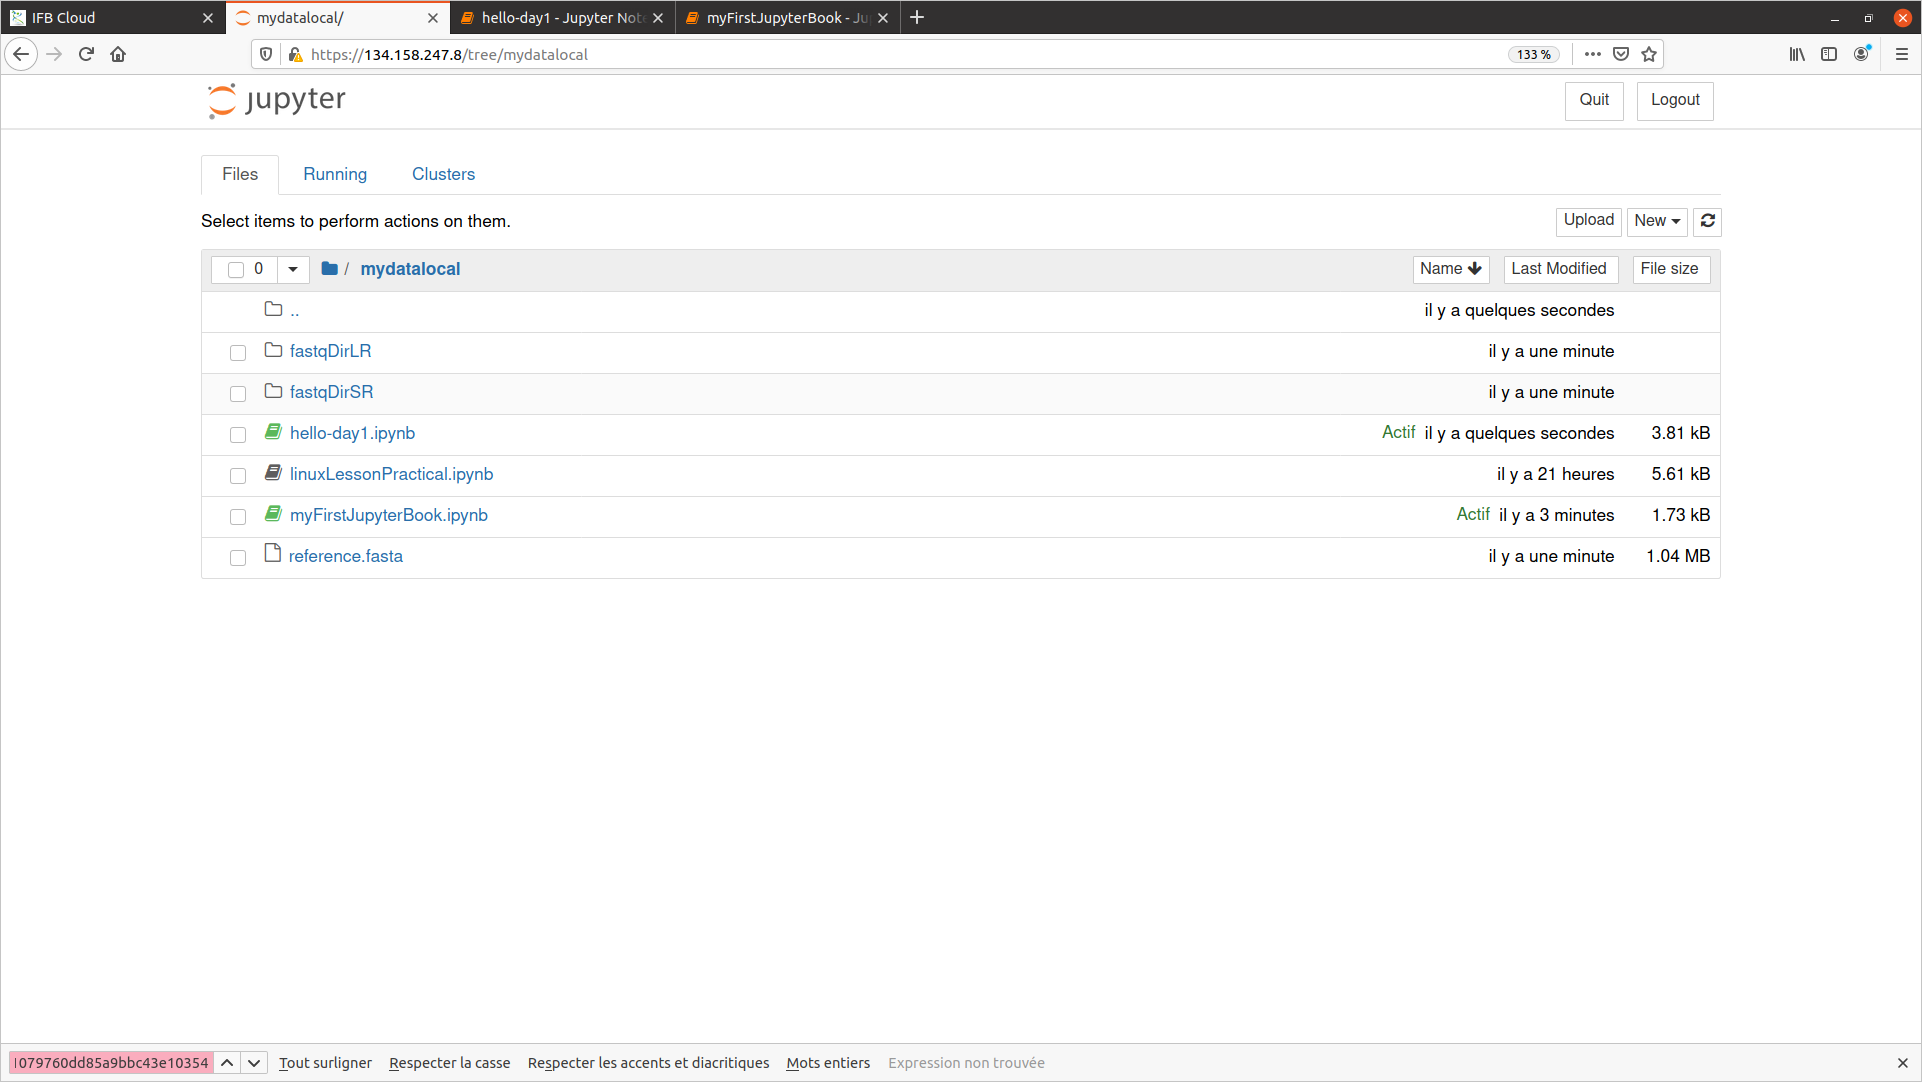 IFB Cloud
mydatalocal/
hello-day1 - Jupyter Not
myFirstJupyterBook - Ju
https://134.158.247.8/tree/mydatalocal
133 %
jupyter
Quit
Logout
Files
Running
Clusters
Select items to perform actions on them.
Upload
New
0
/ mydatalocal
Name
Last Modified
File size
..
il y a quelques secondes
fastqDirLR
il y a une minute
fastqDirSR
il y a une minute
hello-day1.ipynb
Actif il y a quelques secondes 3.81 kB
linuxLessonPractical.ipynb
il y a 21 heures 5.61 kB
myFirstJupyterBook.ipynb
Actif il y a 3 minutes 1.73 kB
reference.fasta
il y a une minute 1.04 MB
079760dd85a9bbc43e10354
Tout surligner
Respecter la casse
Respecter les accents et diacritiques
Mots entiers
Expression non trouvée